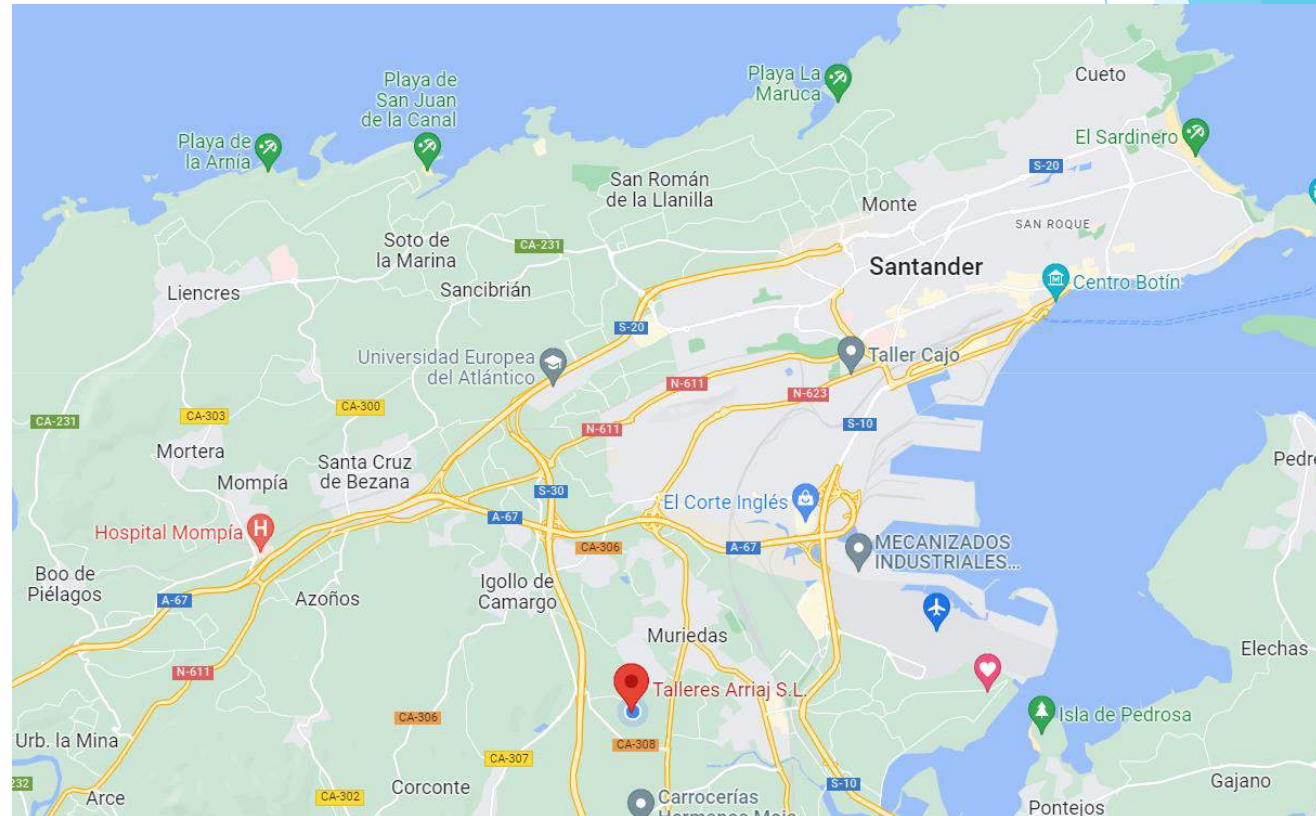 Playa de
San Juan
de la Canal
Playa La
Maruca
Cueto
Playa de
la Arnía
El Sardinero
S-20
San Román
de la Llanilla
Monte
SAN ROQUE
Soto de
la Marina
CA-231
Santander
Liencres
Sancibrián
Centro Botín
S-20
Universidad Europea
del Atlántico
Taller Cajo
N-611
N-623
CA-231
CA-303
CA-300
N-611
S-10
Mortera
Mompía
Santa Cruz
de Bezana
Pedre
S-30
El Corte Inglés
Hospital Mompía
H
A-67
CA-306
A-67
MECANIZADOS
INDUSTRIALES...
Boo de
Piélagos
A-67
Azoños
Igollo de
Camargo
Muriedas
Elechas
N-611
Talleres Arriaj S.L.
CA-306
Isla de Pedrosa
Urb. la Mina
CA-308
CA-307
232
Arce
CA-302
Corconte
S-10
Gajano
Carrocerías
Pontejos